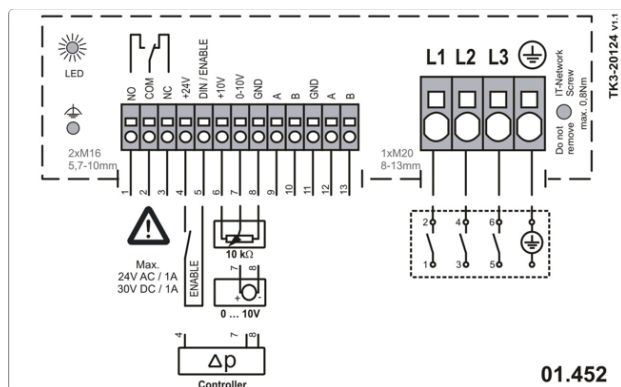 LED
NO
COM
NC
+24V
DIN / ENABLE
+10V
0-10V
GND
A
B
GND
A
B
L1 L2 L3
IT-Network
Screw
Do not
remove
max. 0,8Nm
TK3-20124 V1.1
2xM16
5,7-10mm
1xM20
8-13mm
1 2 3 4 5 6 7 8 9 10 11 12 13
Max.
24V AC / 1A
30V DC / 1A
ENABLE
10 kΩ
7 8
+ -
0 ... 10V
4 7 8
Δp
Controller
2 4 6
1 3 5
01.452